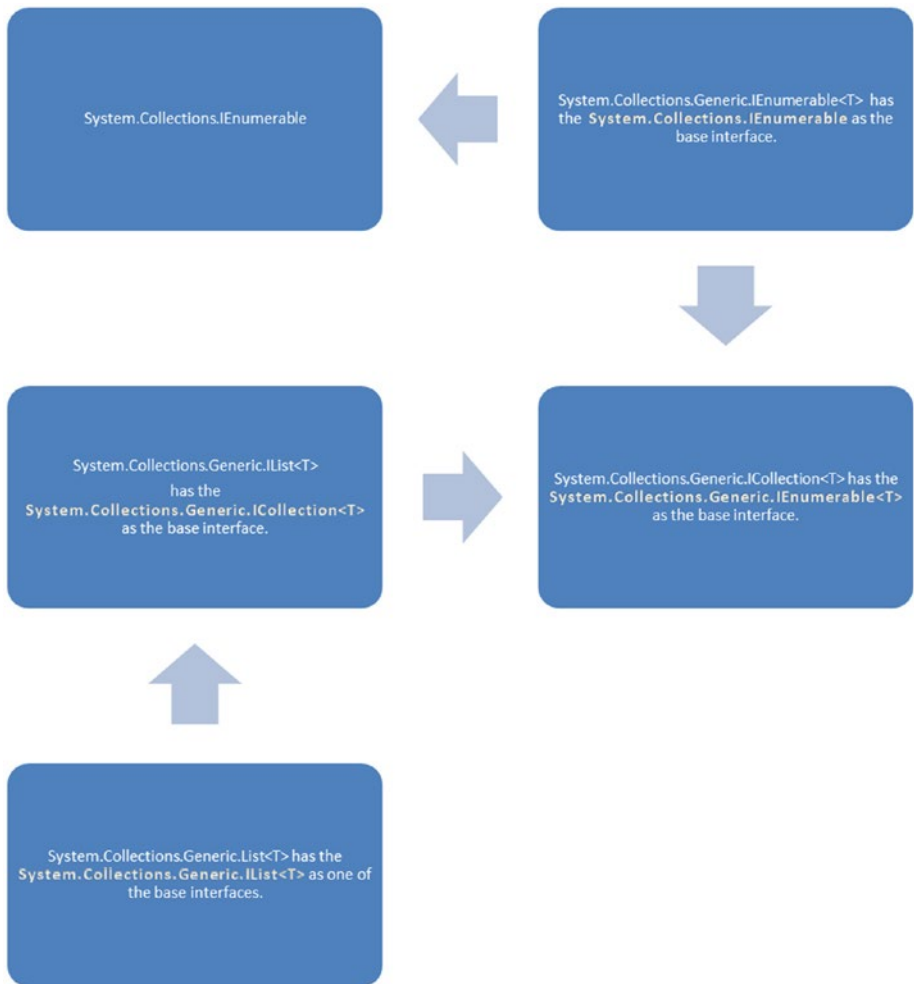 System.Collections.IEnumerable
System.Collections.Generic.IEnumerable<T> has
the System.Collections.IEnumerable as the
base interface.
System.Collections.Generic.IList<T>
has the
System.Collections.Generic.ICollection<T>
as the base interface.
System.Collections.Generic.ICollection<T> has the
System.Collections.Generic.IEnumerable<T>
as the base interface.
System.Collections.Generic.List<T> has the
System.Collections.Generic.IList<T> as one of
the base interfaces.